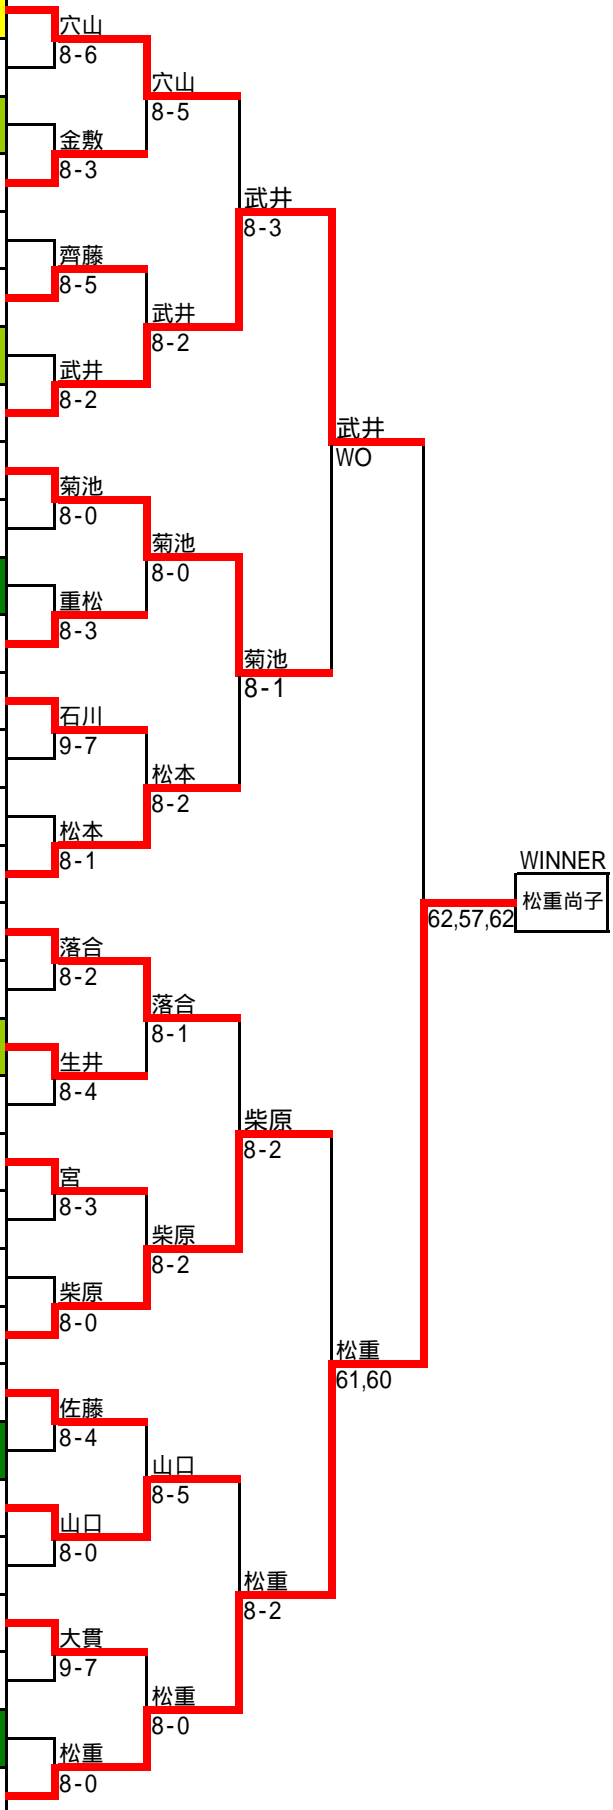 穴山
8-6
穴山
8-5
金敷
8-3
武井
8-3
齊藤
8-5
武井
8-2
武井
8-2
武井
WO
菊池
8-0
菊池
8-0
重松
8-3
菊池
8-1
石川
9-7
松本
8-2
松本
8-1
WINNER
松重尚子
62,57,62
落合
8-2
落合
8-1
生井
8-4
柴原
8-2
宮
8-3
柴原
8-2
柴原
8-0
松重
61,60
佐藤
8-4
山口
8-5
山口
8-0
松重
8-2
大貫
9-7
松重
8-0
松重
8-0